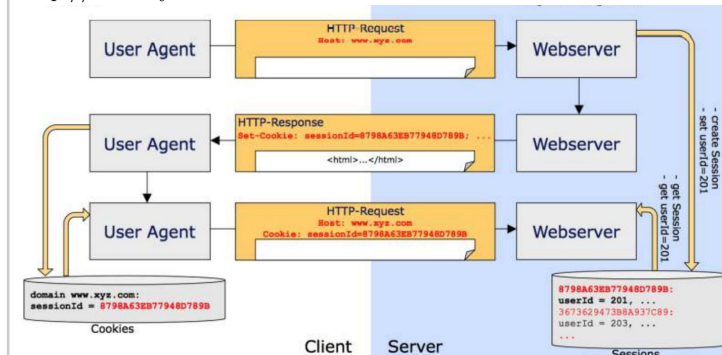 HTTP-Request
Host: www.xyz.com
User Agent
Webserver
- create Session
- set userId=201
HTTP-Response
Set-Cookie: sessionId=8798A63EB77948D789B; ...
<html>...</html>
User Agent
Webserver
- get Session
- get userId=201
HTTP-Request
Host: www.xyz.com
Cookie: sessionId=8798A63EB77948D789B
User Agent
Webserver
domain www.xyz.com:
sessionId = 8798A63EB77948D789B
Cookies
8798A63EB77948D789B:
userId = 201, ...
3673629473B8A937C89:
userId = 203, ...
...
Sessions
Client
Server